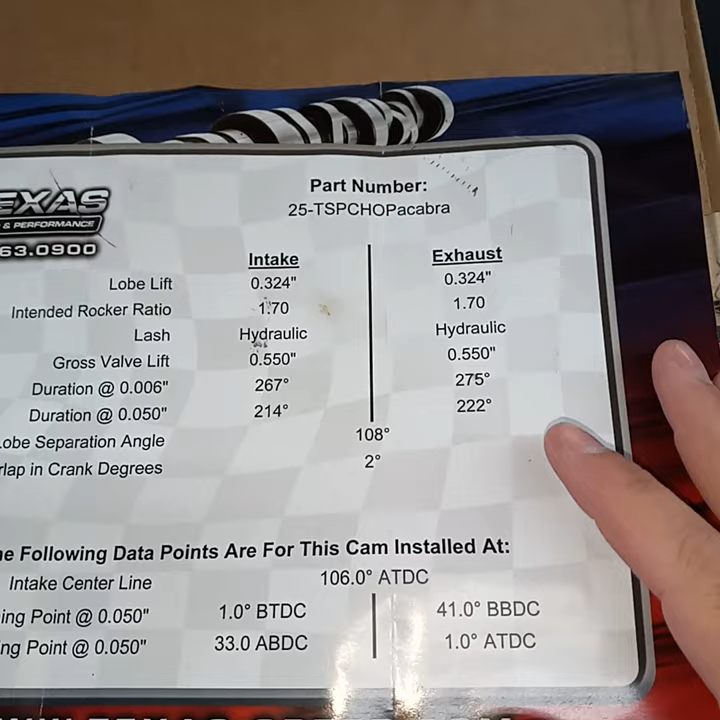 EXAS
& PERFORMANCE
63.0900
Part Number:
25-TSPCHOPacabra
Intake Exhaust
Lobe Lift 0.324" 0.324"
Intended Rocker Ratio 1.70 1.70
Lash Hydraulic Hydraulic
Gross Valve Lift 0.550" 0.550"
Duration @ 0.006" 267° 275°
Duration @ 0.050" 214° 222°
obe Separation Angle 108°
rlap in Crank Degrees 2°
e Following Data Points Are For This Cam Installed At:
Intake Center Line 106.0° ATDC
ing Point @ 0.050" 1.0° BTDC 41.0° BBDC
ng Point @ 0.050" 33.0 ABDC 1.0° ATDC